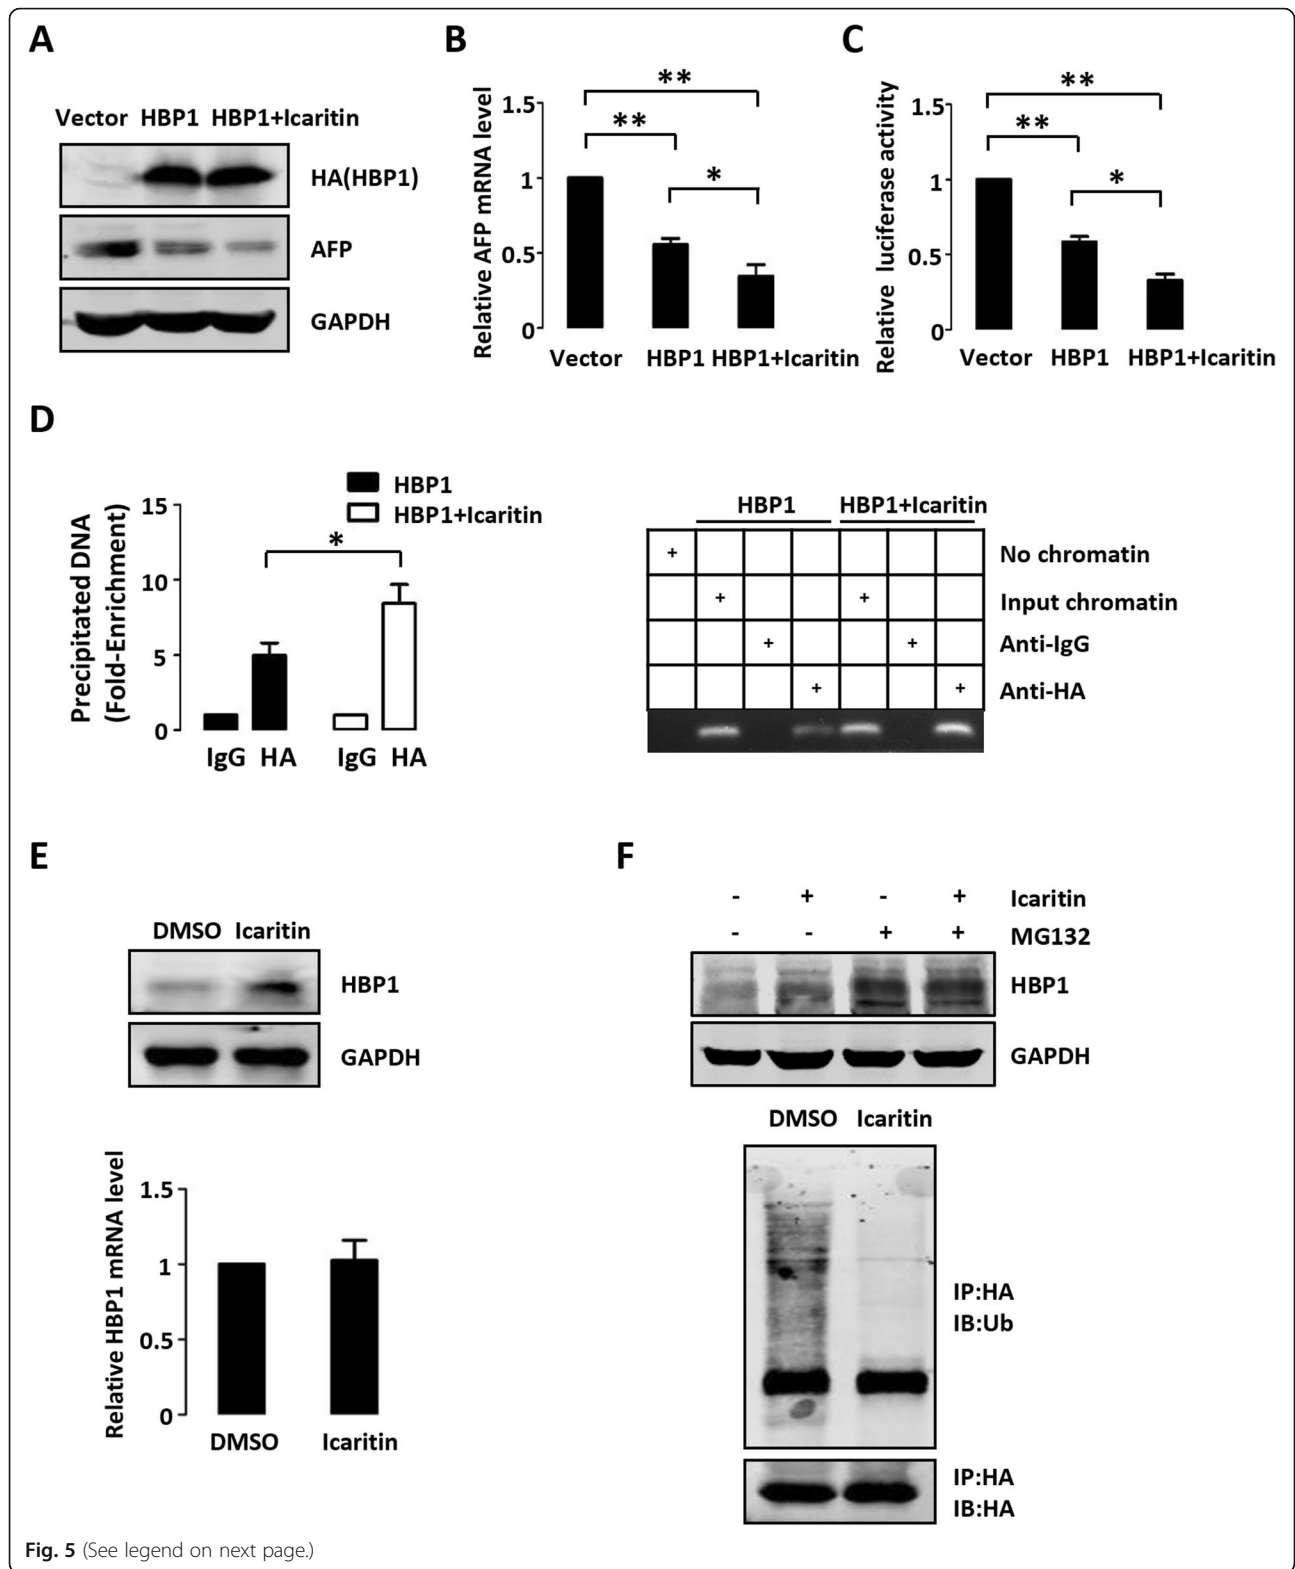 A
Vector HBP1 HBP1+Icaritin
HA(HBP1)
AFP
GAPDH
B
Relative AFP mRNA level
1.5
1
0.5
0
**
**
*
Vector HBP1 HBP1+Icaritin
C
Relative luciferase activity
1.5
1
0.5
0
**
**
*
Vector HBP1 HBP1+Icaritin
D
Precipitated DNA
(Fold-Enrichment)
15
10
5
0
HBP1
HBP1+Icaritin
*
IgG HA IgG HA
HBP1 HBP1+Icaritin
+ No chromatin
+ + Input chromatin
+ + Anti-IgG
+ + Anti-HA
E
DMSO Icaritin
HBP1
GAPDH
Relative HBP1 mRNA level
1.5
1
0.5
0
DMSO Icaritin
F
- + - + Icaritin
- - + + MG132
HBP1
GAPDH
DMSO Icaritin
IP:HA
IB:Ub
IP:HA
IB:HA
Fig. 5 (See legend on next page.)